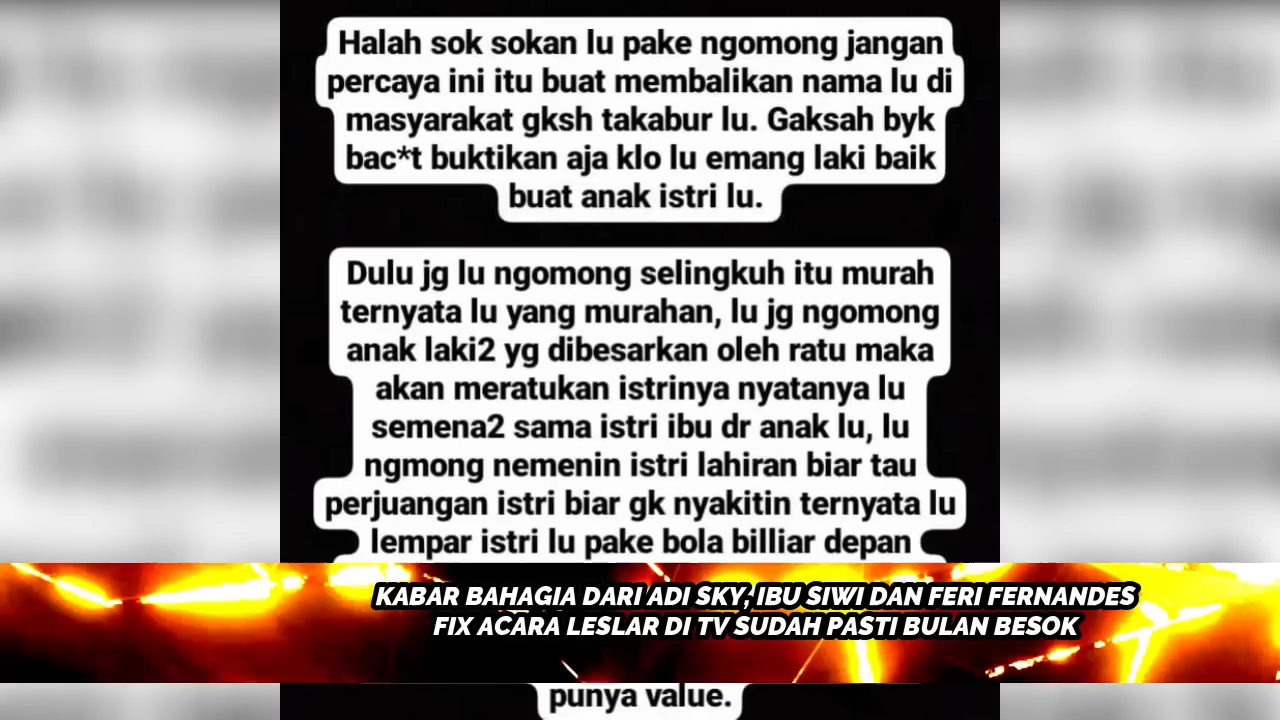 Halah sok sokan lu pake ngomong jangan
percaya ini itu buat membalikan nama lu di
masyarakat gksh takabur lu. Gaksah byk
bac*t buktikan aja klo lu emang laki baik
buat anak istri lu.
Dulu jg lu ngomong selingkuh itu murah
ternyata lu yang murahan, lu jg ngomong
anak laki2 yg dibesarkan oleh ratu maka
akan meratukan istrinya nyatanya lu
semena2 sama istri ibu dr anak lu, lu
ngmong nemenin istri lahiran biar tau
perjuangan istri biar gk nyakitin ternyata lu
lempar istri lu pake bola billiar depan
KABAR BAHAGIA DARI ADI SKY, IBU SIWI DAN FERI FERNANDES
FIX ACARA LESLAR DI TV SUDAH PASTI BULAN BESOK
punya value.